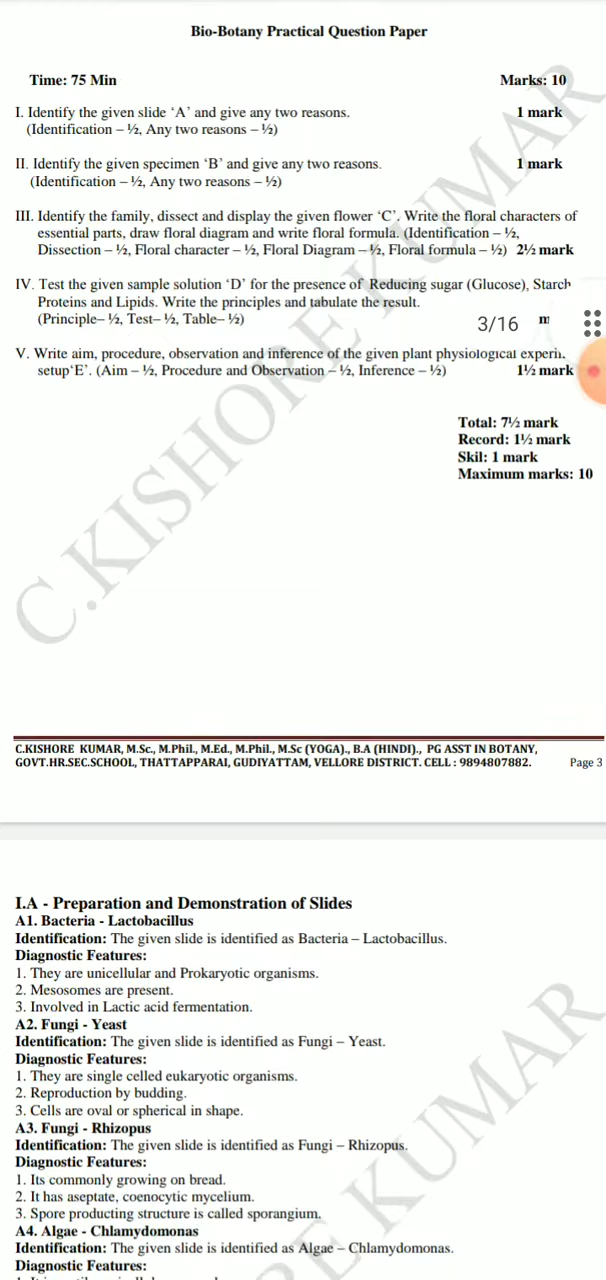 Bio-Botany Practical Question Paper
Time: 75 Min Marks: 10
I. Identify the given slide ‘A’ and give any two reasons. 1 mark
(Identification – ½, Any two reasons – ½)
II. Identify the given specimen ‘B’ and give any two reasons. 1 mark
(Identification – ½, Any two reasons – ½)
III. Identify the family, dissect and display the given flower ‘C’. Write the floral characters of
essential parts, draw floral diagram and write floral formula. (Identification – ½,
Dissection – ½, Floral character – ½, Floral Diagram – ½, Floral formula – ½) 2½ mark
IV. Test the given sample solution ‘D’ for the presence of Reducing sugar (Glucose), Starch
Proteins and Lipids. Write the principles and tabulate the result.
(Principle– ½, Test– ½, Table– ½)
3/16
V. Write aim, procedure, observation and inference of the given plant physiological
setup‘E’. (Aim – ½, Procedure and Observation – ½, Inference – ½) 1½ mark
Total: 7½ mark
Record: 1½ mark
Skil: 1 mark
Maximum marks: 10
C.KISHORE KUMAR
C.KISHORE KUMAR, M.Sc., M.Phil., M.Ed., M.Phil., M.Sc (YOGA)., B.A (HINDI)., PG ASST IN BOTANY,
GOVT.HR.SEC.SCHOOL, THATTAPPARAI, GUDIYATTAM, VELLORE DISTRICT. CELL : 9894807882. Page 3
I.A - Preparation and Demonstration of Slides
A1. Bacteria - Lactobacillus
Identification: The given slide is identified as Bacteria – Lactobacillus.
Diagnostic Features:
1. They are unicellular and Prokaryotic organisms.
2. Mesosomes are present.
3. Involved in Lactic acid fermentation.
A2. Fungi - Yeast
Identification: The given slide is identified as Fungi – Yeast.
Diagnostic Features:
1. They are single celled eukaryotic organisms.
2. Reproduction by budding.
3. Cells are oval or spherical in shape.
A3. Fungi - Rhizopus
Identification: The given slide is identified as Fungi – Rhizopus.
Diagnostic Features:
1. Its commonly growing on bread.
2. It has aseptate, coenocytic mycelium.
3. Spore producting structure is called sporangium.
A4. Algae - Chlamydomonas
Identification: The given slide is identified as Algae – Chlamydomonas.
Diagnostic Features:
KUMAR